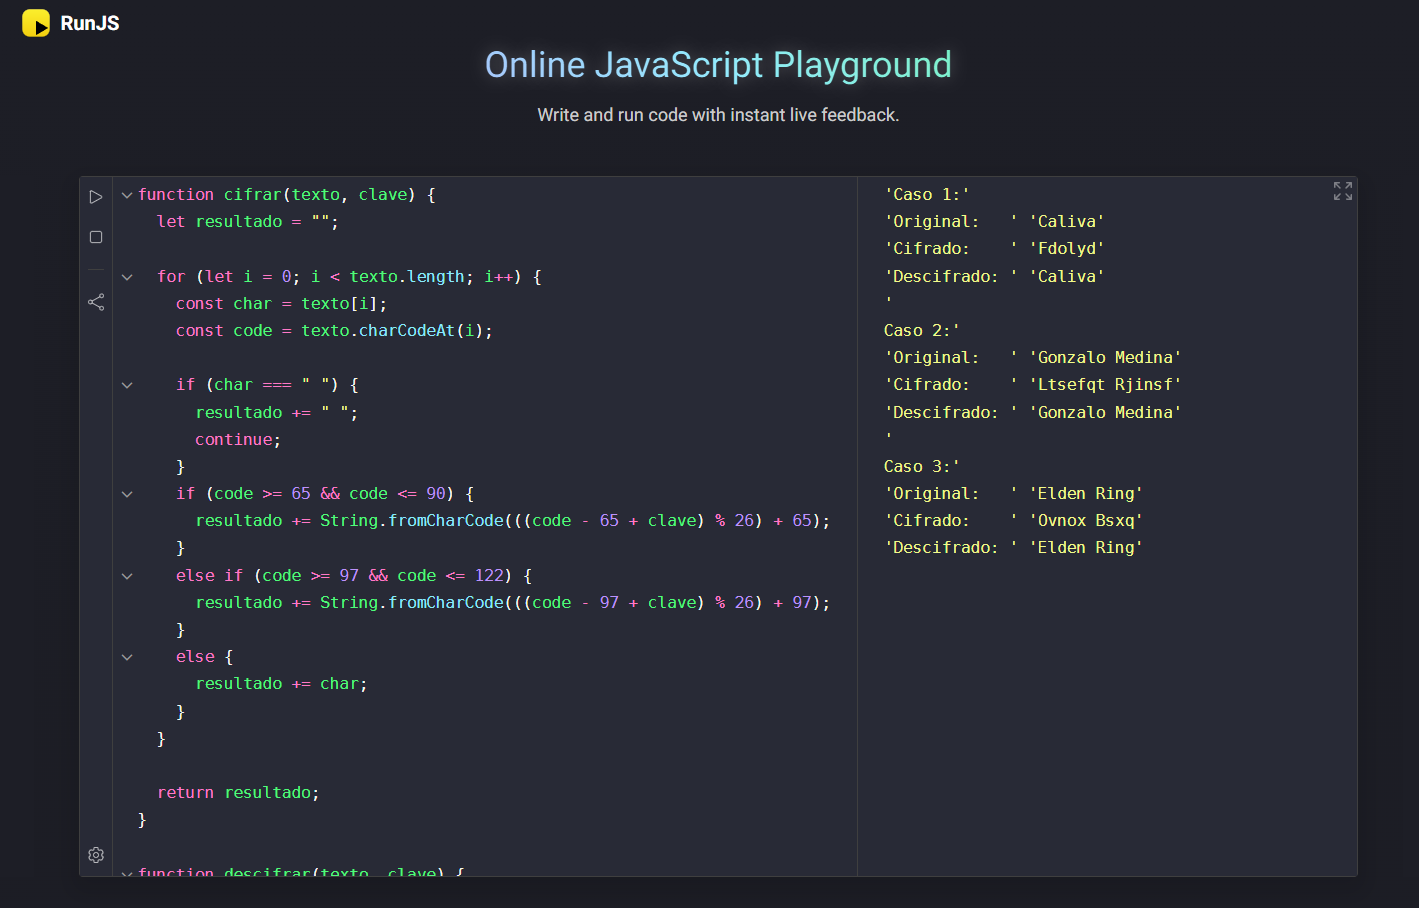 RunJS
Online JavaScript Playground
Write and run code with instant live feedback.
function cifrar(texto, clave) {
  let resultado = "";

  for (let i = 0; i < texto.length; i++) {
    const char = texto[i];
    const code = texto.charCodeAt(i);

    if (char === " ") {
      resultado += " ";
      continue;
    }
    if (code >= 65 && code <= 90) {
      resultado += String.fromCharCode(((code - 65 + clave) % 26) + 65);
    }
    else if (code >= 97 && code <= 122) {
      resultado += String.fromCharCode(((code - 97 + clave) % 26) + 97);
    }
    else {
      resultado += char;
    }
  }

  return resultado;
}

function descifrar(texto, clave) {
'Caso 1:'
'Original:   ' 'Caliva'
'Cifrado:    ' 'Fdolyd'
'Descifrado: ' 'Caliva'
'
Caso 2:'
'Original:   ' 'Gonzalo Medina'
'Cifrado:    ' 'Ltsefqt Rjinsf'
'Descifrado: ' 'Gonzalo Medina'
'
Caso 3:'
'Original:   ' 'Elden Ring'
'Cifrado:    ' 'Ovnox Bsxq'
'Descifrado: ' 'Elden Ring'